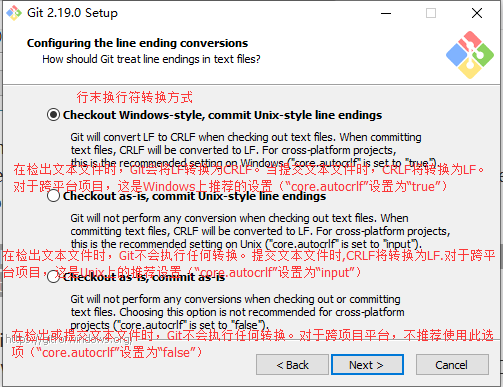 Git 2.19.0 Setup
Configuring the line ending conversions
How should Git treat line endings in text files?
行末换行符转换方式
Checkout Windows-style, commit Unix-style line endings
Git will convert LF to CRLF when checking out text files. When committing
text files, CRLF will be converted to LF. For cross-platform projects,
this is the recommended setting on Windows ("core.autocrlf" is set to "true").
在检出文本文件时，Git会将LF转换为CRLF。当提交文本文件时，CRLF将转换为LF。
对于跨平台项目，这是Windows上推荐的设置（“core.autocrlf”设置为“true”）
Checkout as-is, commit Unix-style line endings
Git will not perform any conversion when checking out text files. When
committing text files, CRLF will be converted to LF. For cross-platform projects,
this is the recommended setting on Unix ("core.autocrlf" is set to "input").
在检出文本文件时，Git不会执行任何转换。提交文本文件时,CRLF将转换为LF.对于跨平
台项目，这是Unix上的推荐设置（“core.autocrlf”设置为“input”）
Checkout as-is, commit as-is
Git will not perform any conversions when checking out or committing
text files. Choosing this option is not recommended for cross-platform
projects ("core.autocrlf" is set to "false").
在检出或提交文本文件时，Git不会执行任何转换。对于跨项目平台，不推荐使用此选
https://gitforwindows.org/
项（“core.autocrlf”设置为“false”）
< Back
Next >
Cancel